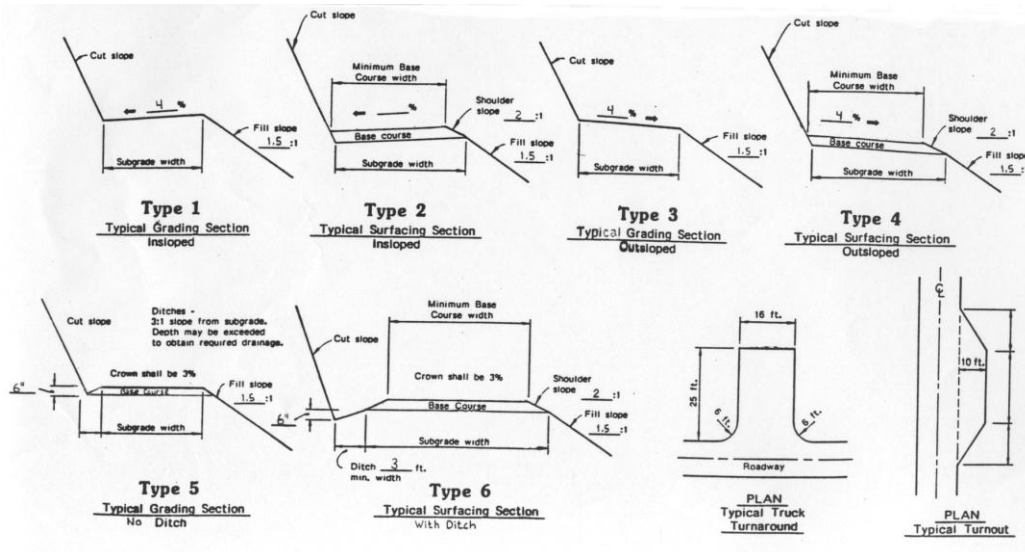 Cut slope
← 4 %
Fill slope
1.5 :1
Subgrade width
Type 1
Typical Grading Section
Insloped
Cut slope
Minimum Base
Course width
← %
Shoulder
slope
2 :1
Base course
Fill slope
1.5 :1
Subgrade width
Type 2
Typical Surfacing Section
Insloped
Cut slope
4 % →
Fill slope
1.5 :1
Subgrade width
Type 3
Typical Grading Section
Outsloped
Cut slope
Minimum Base
Course width
4 % →
Shoulder
slope
2 :1
Base course
Fill slope
1.5 :1
Subgrade width
Type 4
Typical Surfacing Section
Outsloped
Cut slope
Ditches -
3:1 slope from subgrade.
Depth may be exceeded
to obtain required drainage.
Crown shall be 3%
6"
Base course
Fill slope
1.5 :1
Subgrade width
Type 5
Typical Grading Section
No Ditch
Cut slope
Minimum Base
Course width
Crown shall be 3%
Shoulder
slope
2 :1
6"
Base Course
Fill slope
1.5 :1
Subgrade width
Ditch 3 ft.
min. width
Type 6
Typical Surfacing Section
With Ditch
16 ft.
25 ft.
6 ft.
6 ft.
Roadway
PLAN
Typical Truck
Turnaround
℄
10 ft.
PLAN
Typical Turnout